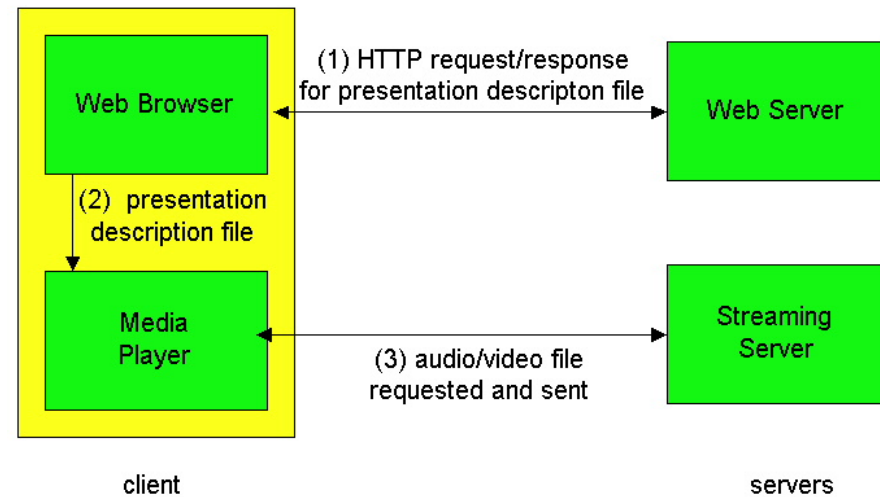 Web Browser
(1) HTTP request/response
for presentation descripton file
Web Server
(2) presentation
description file
Media
Player
(3) audio/video file
requested and sent
Streaming
Server
client
servers